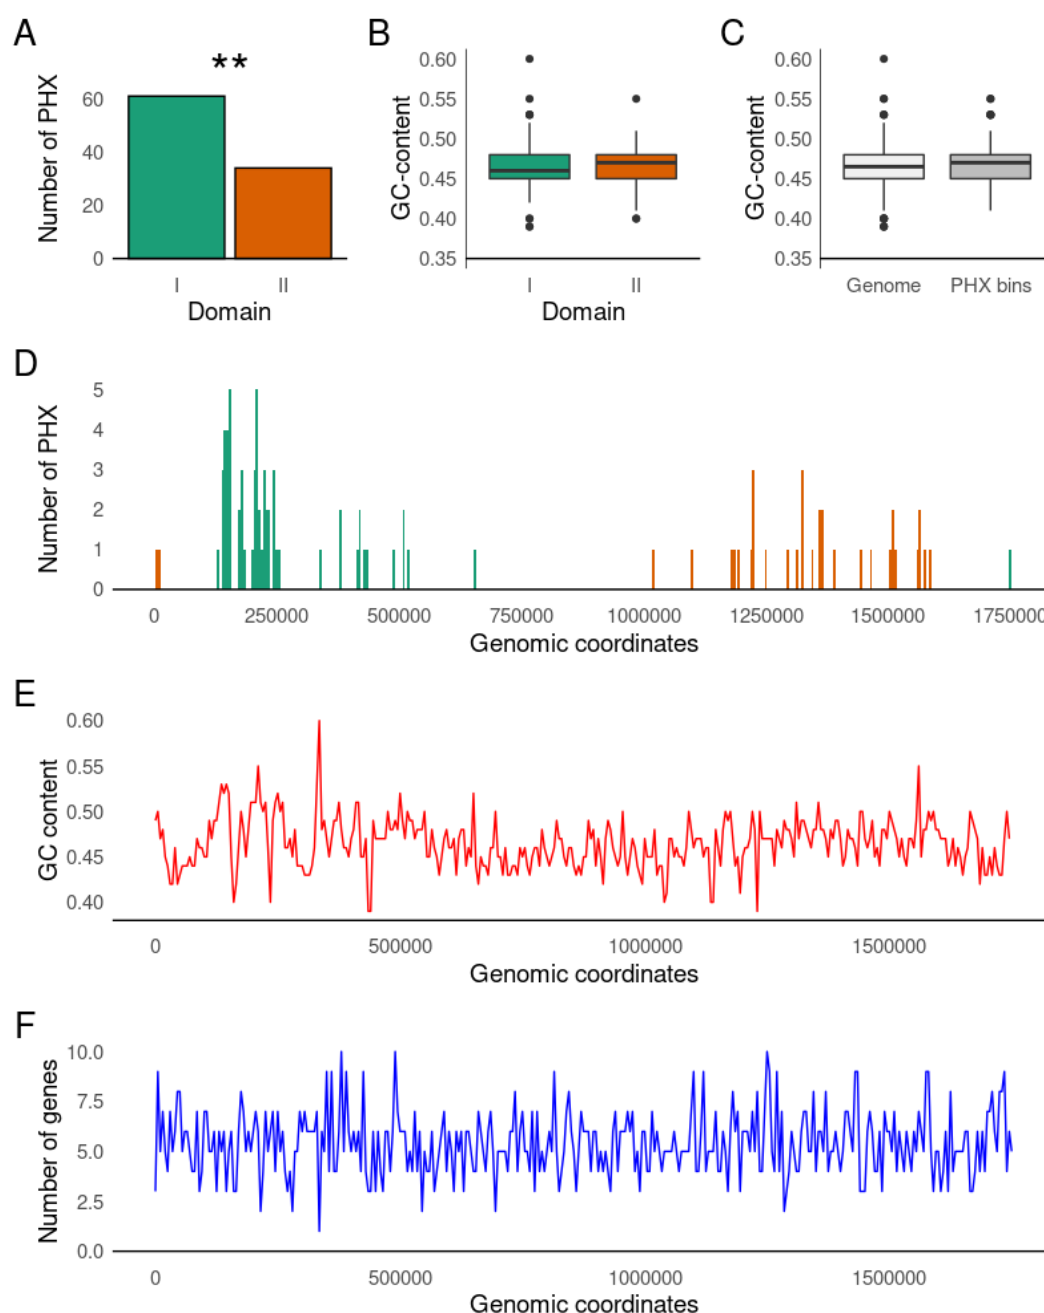 A
**
Number of PHX
60
40
20
0
I II
Domain
B
GC-content
0.60
0.55
0.50
0.45
0.40
0.35
I II
Domain
C
GC-content
0.60
0.55
0.50
0.45
0.40
0.35
Genome PHX bins
D
Number of PHX
5
4
3
2
1
0
0 250000 500000 750000 1000000 1250000 1500000 1750000
Genomic coordinates
E
GC content
0.60
0.55
0.50
0.45
0.40
0 500000 1000000 1500000
Genomic coordinates
F
Number of genes
10.0
7.5
5.0
2.5
0.0
0 500000 1000000 1500000
Genomic coordinates